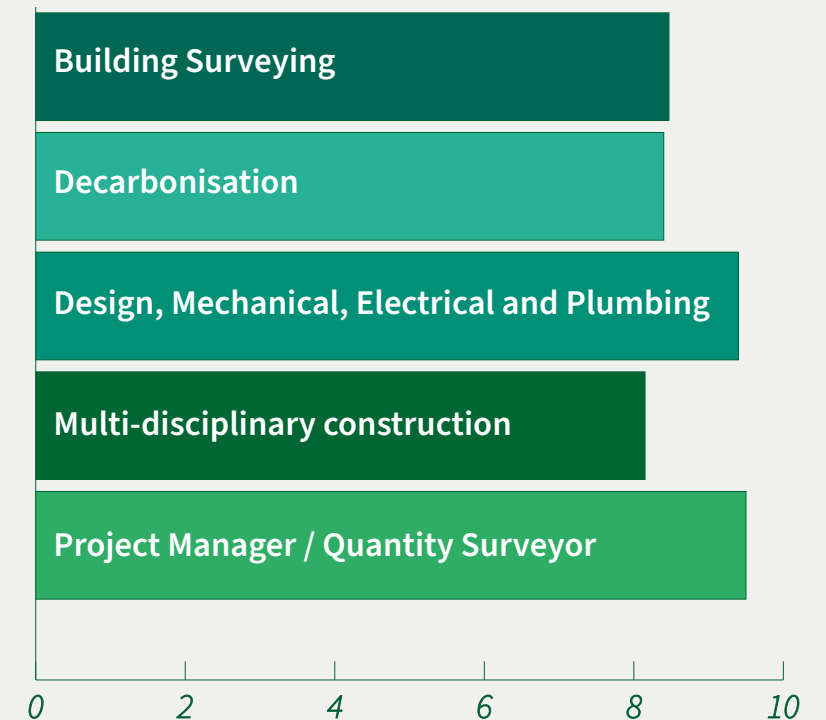 Building Surveying
Decarbonisation
Design, Mechanical, Electrical and Plumbing
Multi-disciplinary construction
Project Manager / Quantity Surveyor
0 2 4 6 8 10